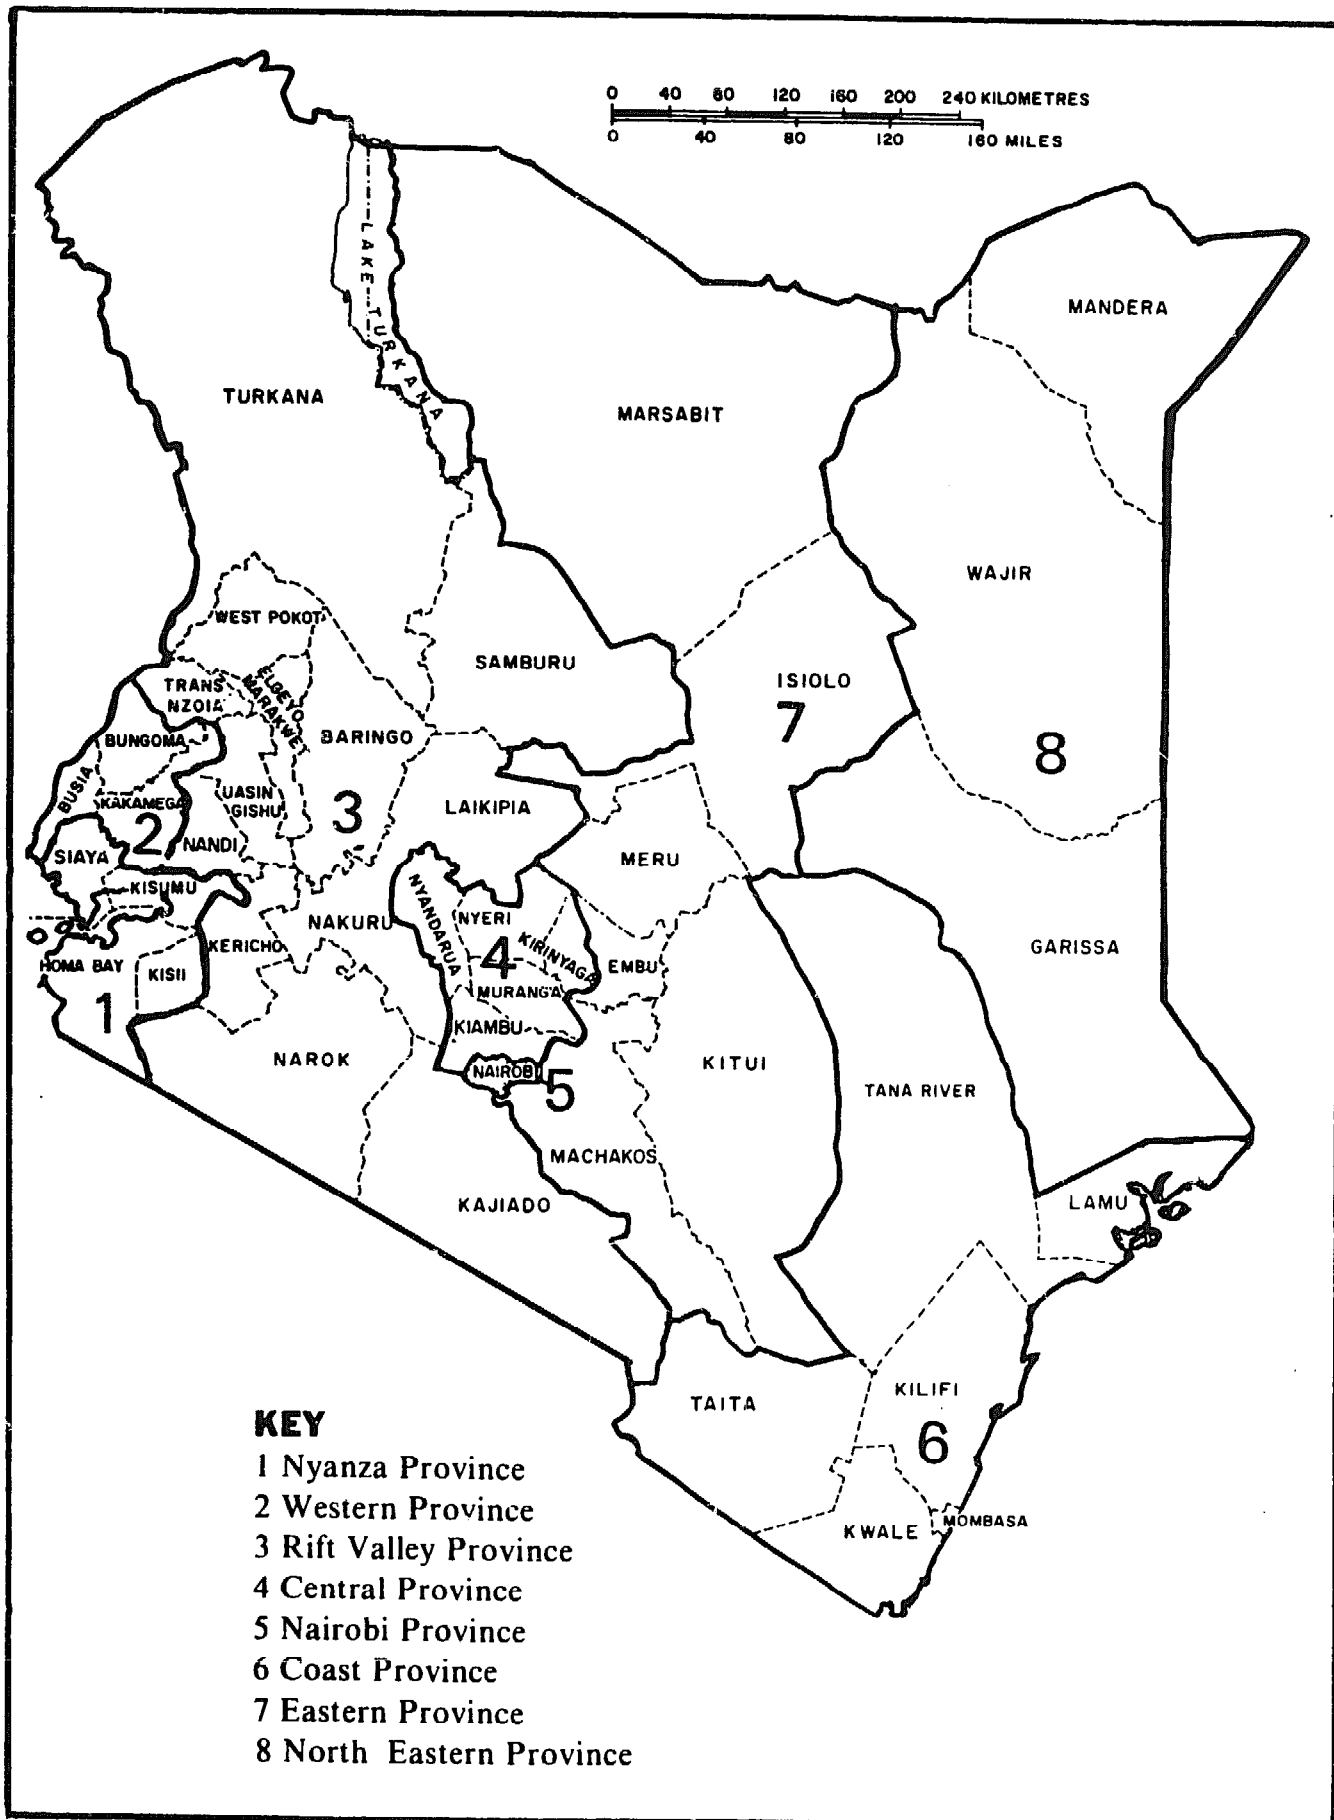 0 40 80 120 160 200 240 KILOMETRES
0 40 80 120 160 MILES
LAKE TURKANA
MANDERA
TURKANA
MARSABIT
WAJIR
WEST POKOT
SAMBURU
ISIOLO
7
TRANS
NZOIA
ELGEYO
MARAKWET
BARINGO
BUNGOMA
8
BUSIA
KAKAMEGA
2
UASIN
GISHU
3
LAIKIPIA
NANDI
SIAYA
MERU
KISUMU
NYANDARUA
NYERI
NAKURU
KERICHO
KIRINYAGA
4
GARISSA
HOMA BAY
KISII
EMBU
1
MURANGA
KIAMBU
NAROK
NAIROBI
5
KITUI
TANA RIVER
MACHAKOS
KAJIADO
LAMU
TAITA
KILIFI
6
KWALE
MOMBASA
KEY
1 Nyanza Province
2 Western Province
3 Rift Valley Province
4 Central Province
5 Nairobi Province
6 Coast Province
7 Eastern Province
8 North Eastern Province